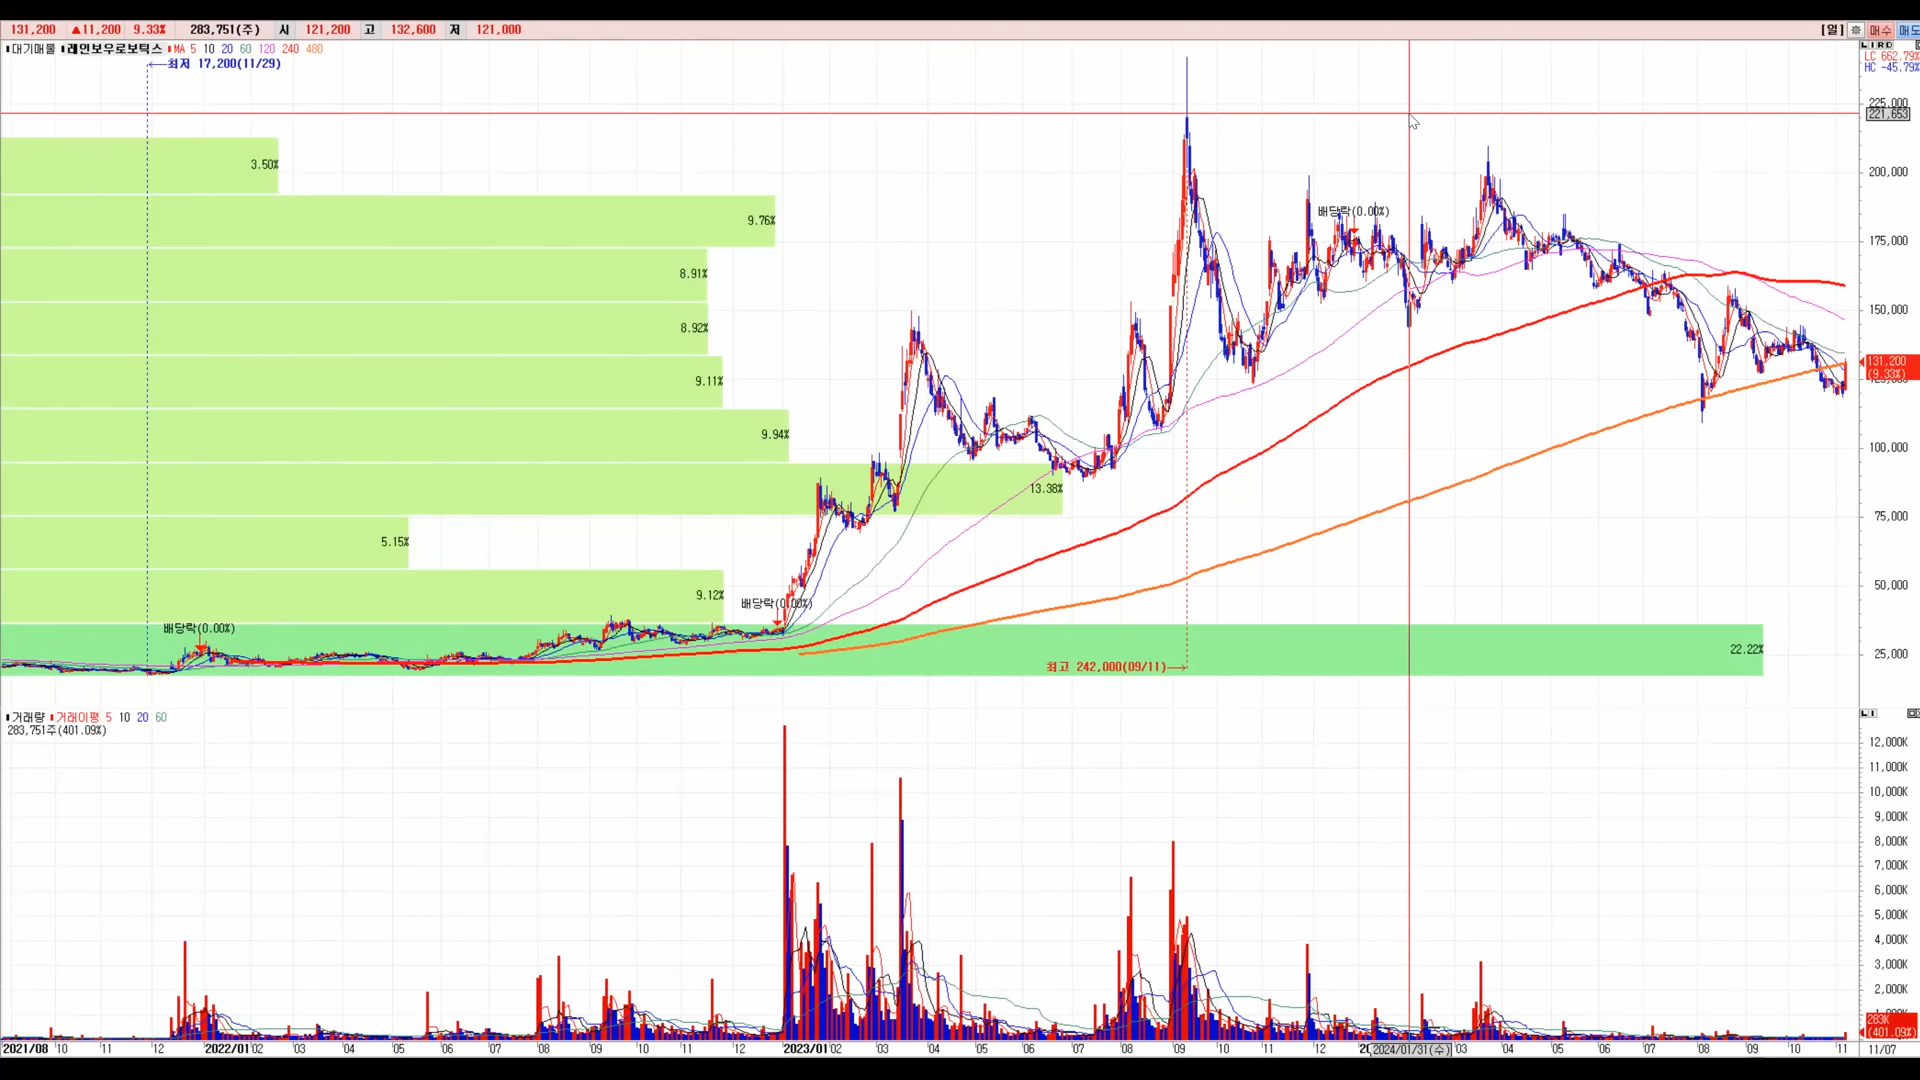 131,200 ▲11,200 9.33% 283,751(주) 시 121,200 고 132,600 저 121,000 [일] 매수 매도
대기매물 레인보우로보틱스 MA 5 10 20 60 120 240 480
←최저 17,200(11/29)
LC 662.79%
HC -45.79%
225,000
221,653
3.50%
200,000
배당락(0.00%)
9.76%
175,000
8.91%
150,000
8.92%
131,200
(9.33%)
9.11%
9.94%
100,000
13.38%
75,000
5.15%
50,000
9.12%
배당락(0.00%)
배당락(0.00%)
22.22%
25,000
최고 242,000(09/11)→
거래량 거래이평 5 10 20 60
283,751주(401.09%)
12,000K
11,000K
10,000K
9,000K
8,000K
7,000K
6,000K
5,000K
4,000K
3,000K
2,000K
283K
(401.09%)
2021/08 10 11 12 2022/01 02 03 04 05 06 07 08 09 10 11 12 2023/01 02 03 04 05 06 07 08 09 10 11 12 2024/01/31(수) 03 04 05 06 07 08 09 10 11 11/07